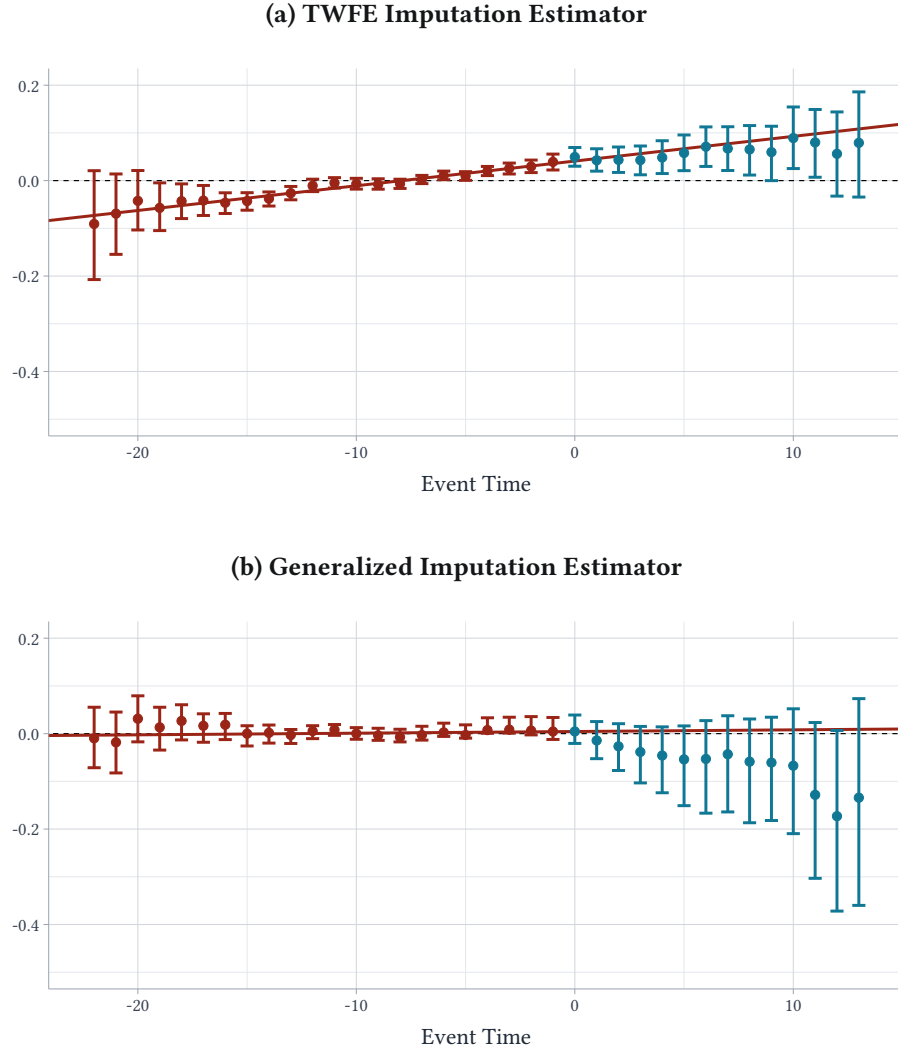 (a) TWFE Imputation Estimator
0.2
0.0
-0.2
-0.4
-20 -10 0 10
Event Time
(b) Generalized Imputation Estimator
0.2
0.0
-0.2
-0.4
-20 -10 0 10
Event Time